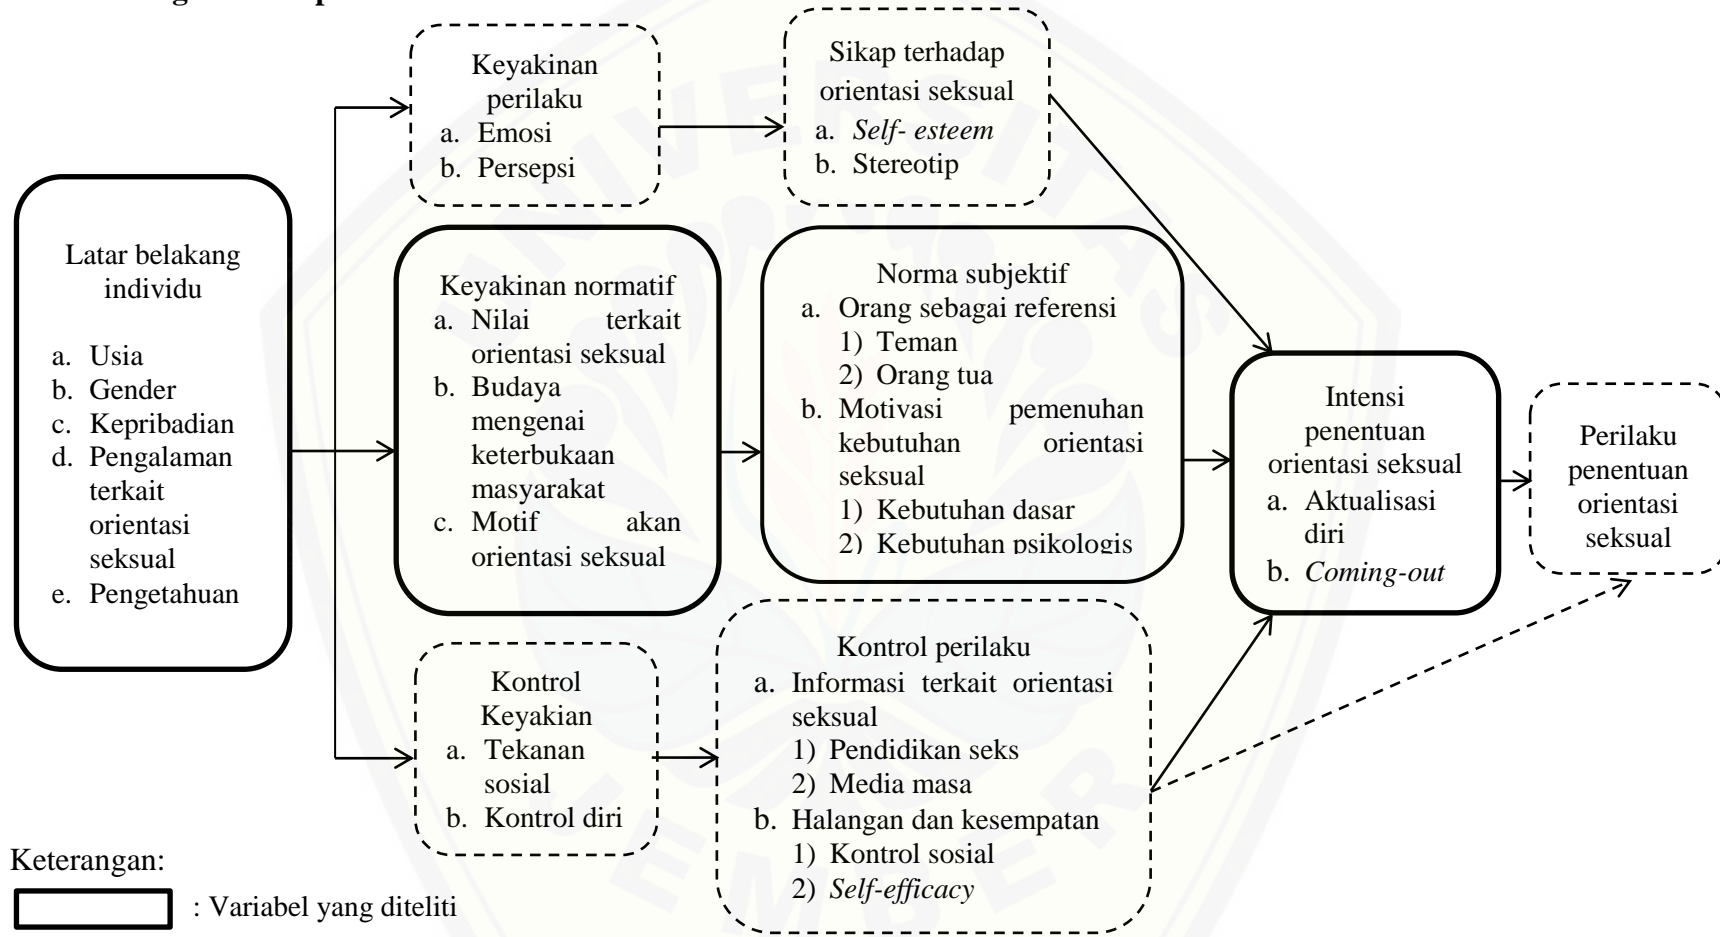 Keyakinan
perilaku
a. Emosi
b. Persepsi
Sikap terhadap
orientasi seksual
a. Self- esteem
b. Stereotip
Latar belakang
individu
a. Usia
b. Gender
c. Kepribadian
d. Pengalaman
terkait
orientasi
seksual
e. Pengetahuan
Keyakinan normatif
a. Nilai terkait
orientasi seksual
b. Budaya
mengenai
keterbukaan
masyarakat
c. Motif akan
orientasi seksual
Norma subjektif
a. Orang sebagai referensi
1) Teman
2) Orang tua
b. Motivasi pemenuhan
kebutuhan orientasi
seksual
1) Kebutuhan dasar
2) Kebutuhan psikologis
Intensi
penentuan
orientasi seksual
a. Aktualisasi
diri
b. Coming-out
Perilaku
penentuan
orientasi
seksual
Kontrol
Keyakian
a. Tekanan
sosial
b. Kontrol diri
Kontrol perilaku
a. Informasi terkait orientasi
seksual
1) Pendidikan seks
2) Media masa
b. Halangan dan kesempatan
1) Kontrol sosial
2) Self-efficacy
Keterangan:
: Variabel yang diteliti
UNIVERSITAS
JEMBER